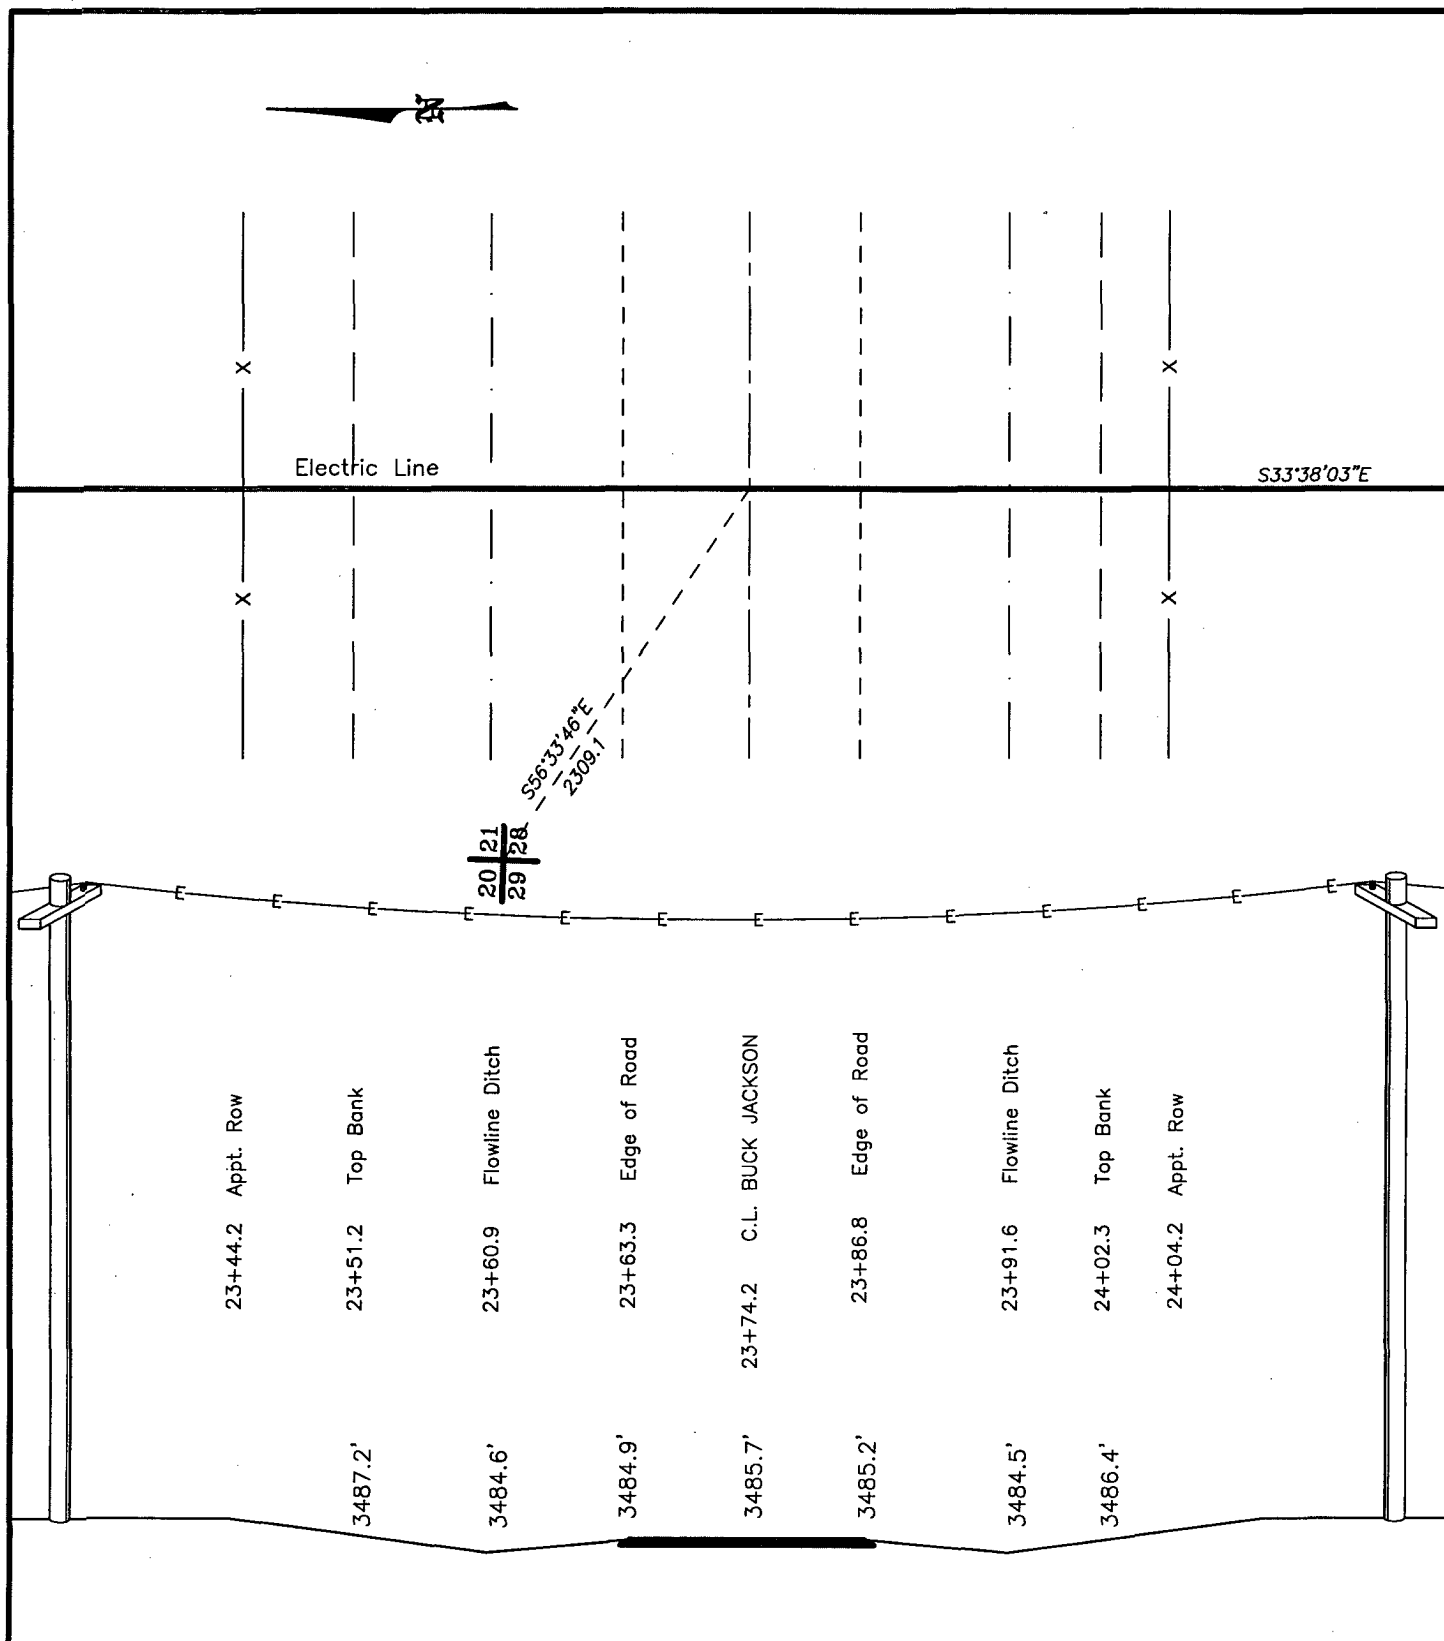 N
X
X
Electric Line
S33°38'03"E
X
X
S56°33'46"E
2309.1
20 21
29 28
E E E E E E E E E E E E E
23+44.2 Appt. Row
3487.2' 23+51.2 Top Bank
3484.6' 23+60.9 Flowline Ditch
3484.9' 23+63.3 Edge of Road
3485.7' 23+74.2 C.L. BUCK JACKSON
3485.2' 23+86.8 Edge of Road
3484.5' 23+91.6 Flowline Ditch
3486.4' 24+02.3 Top Bank
24+04.2 Appt. Row